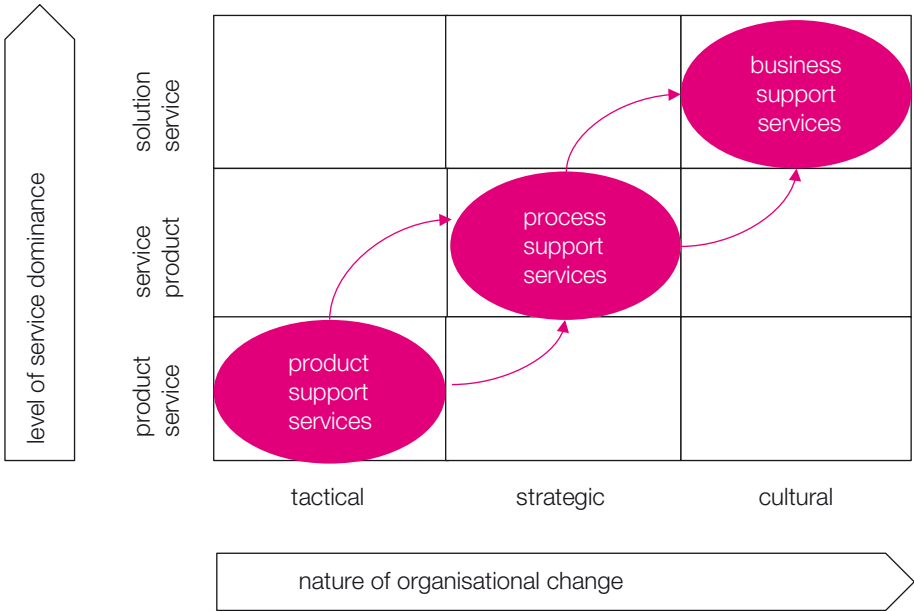 level of service dominance
solution
service
service
product
product
service
business
support
services
process
support
services
product
support
services
tactical
strategic
cultural
nature of organisational change